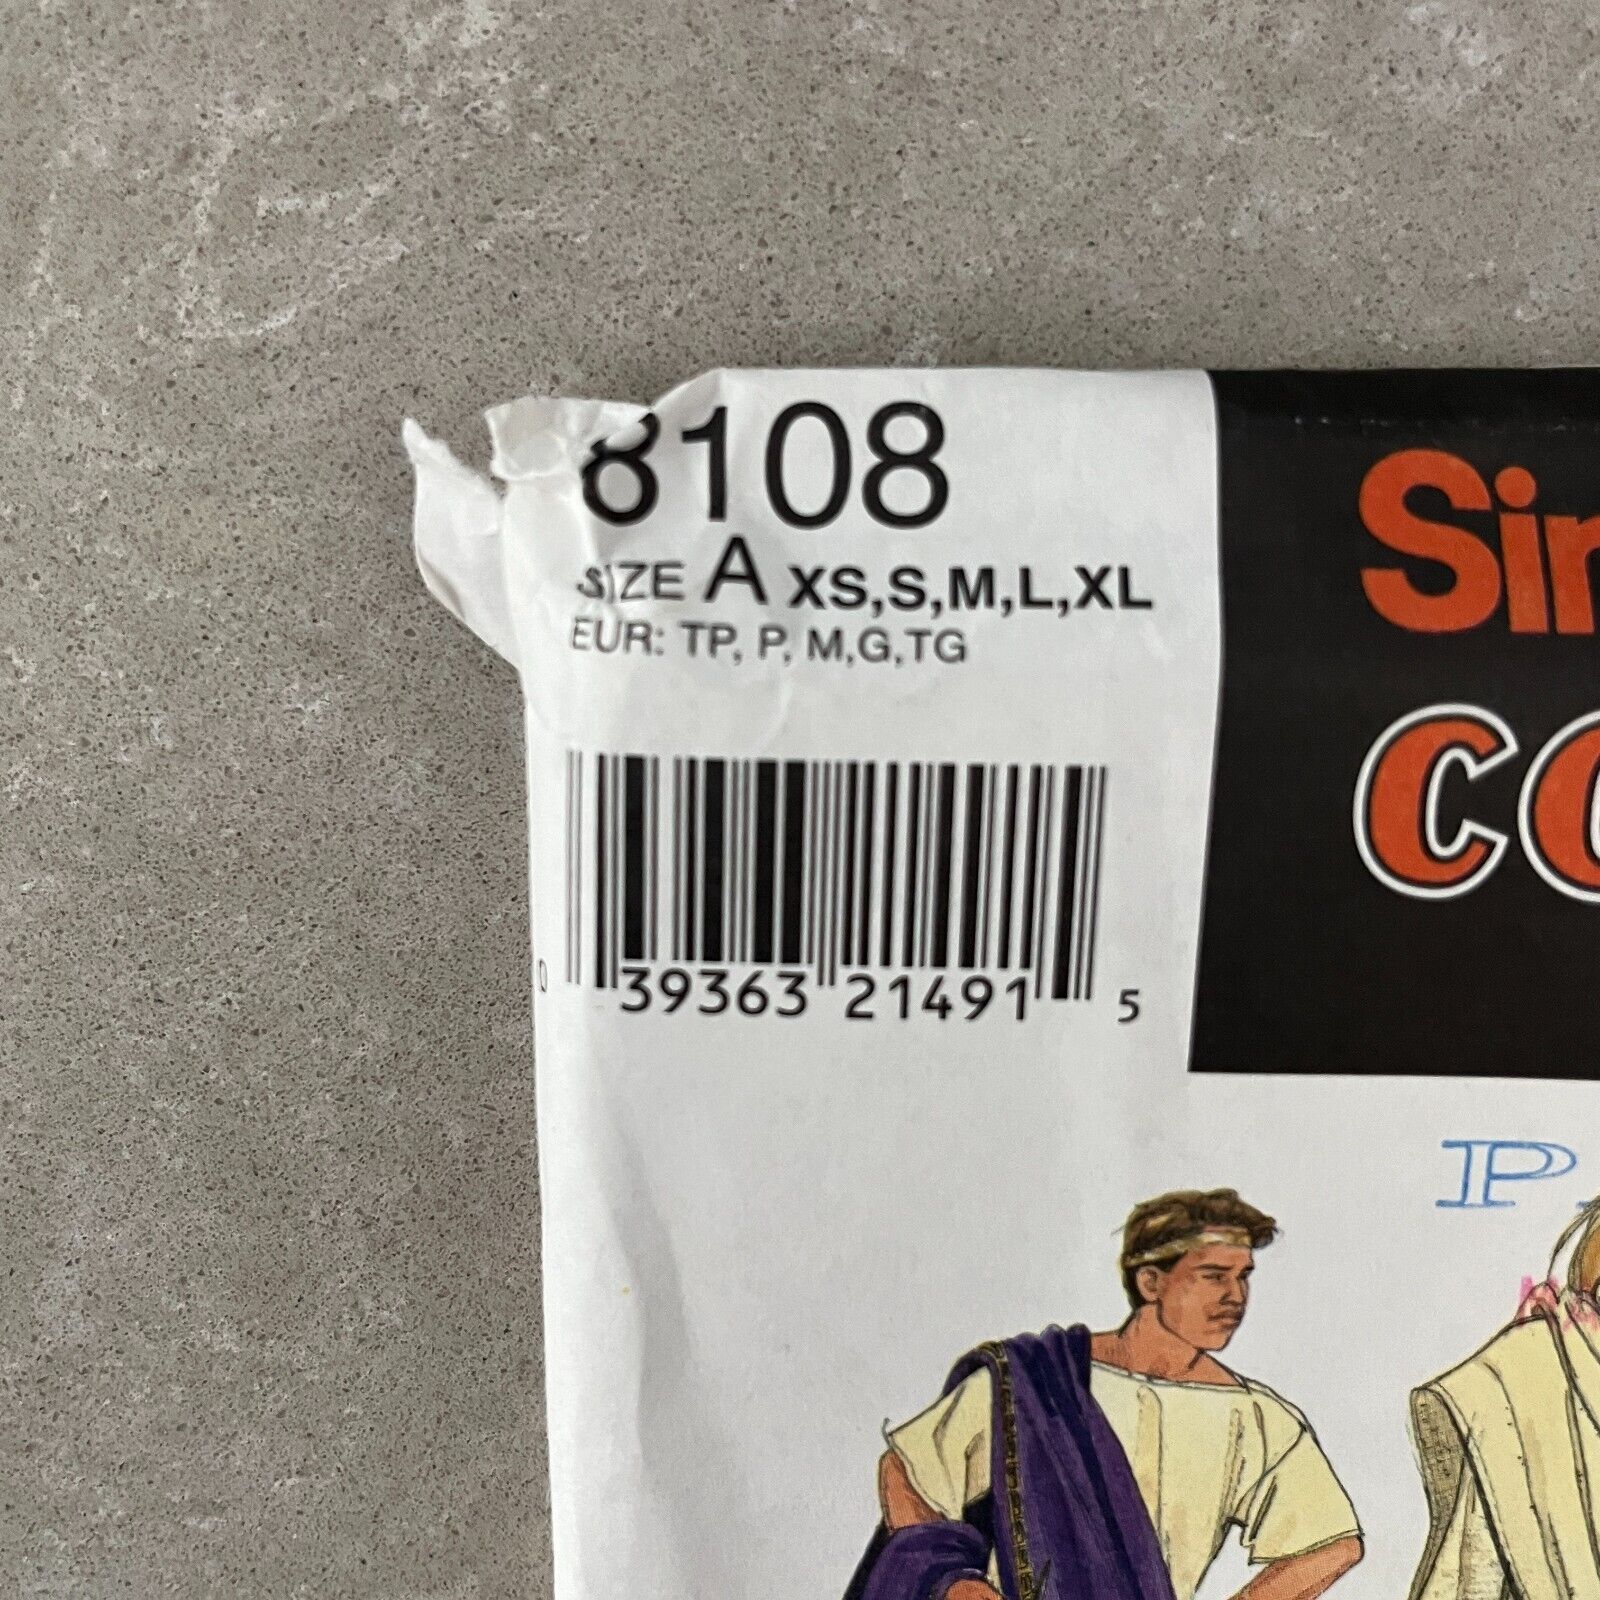 8108
SIZE A XS,S,M,L,XL
EUR: TP, P, M,G,TG
0 39363 21491 5